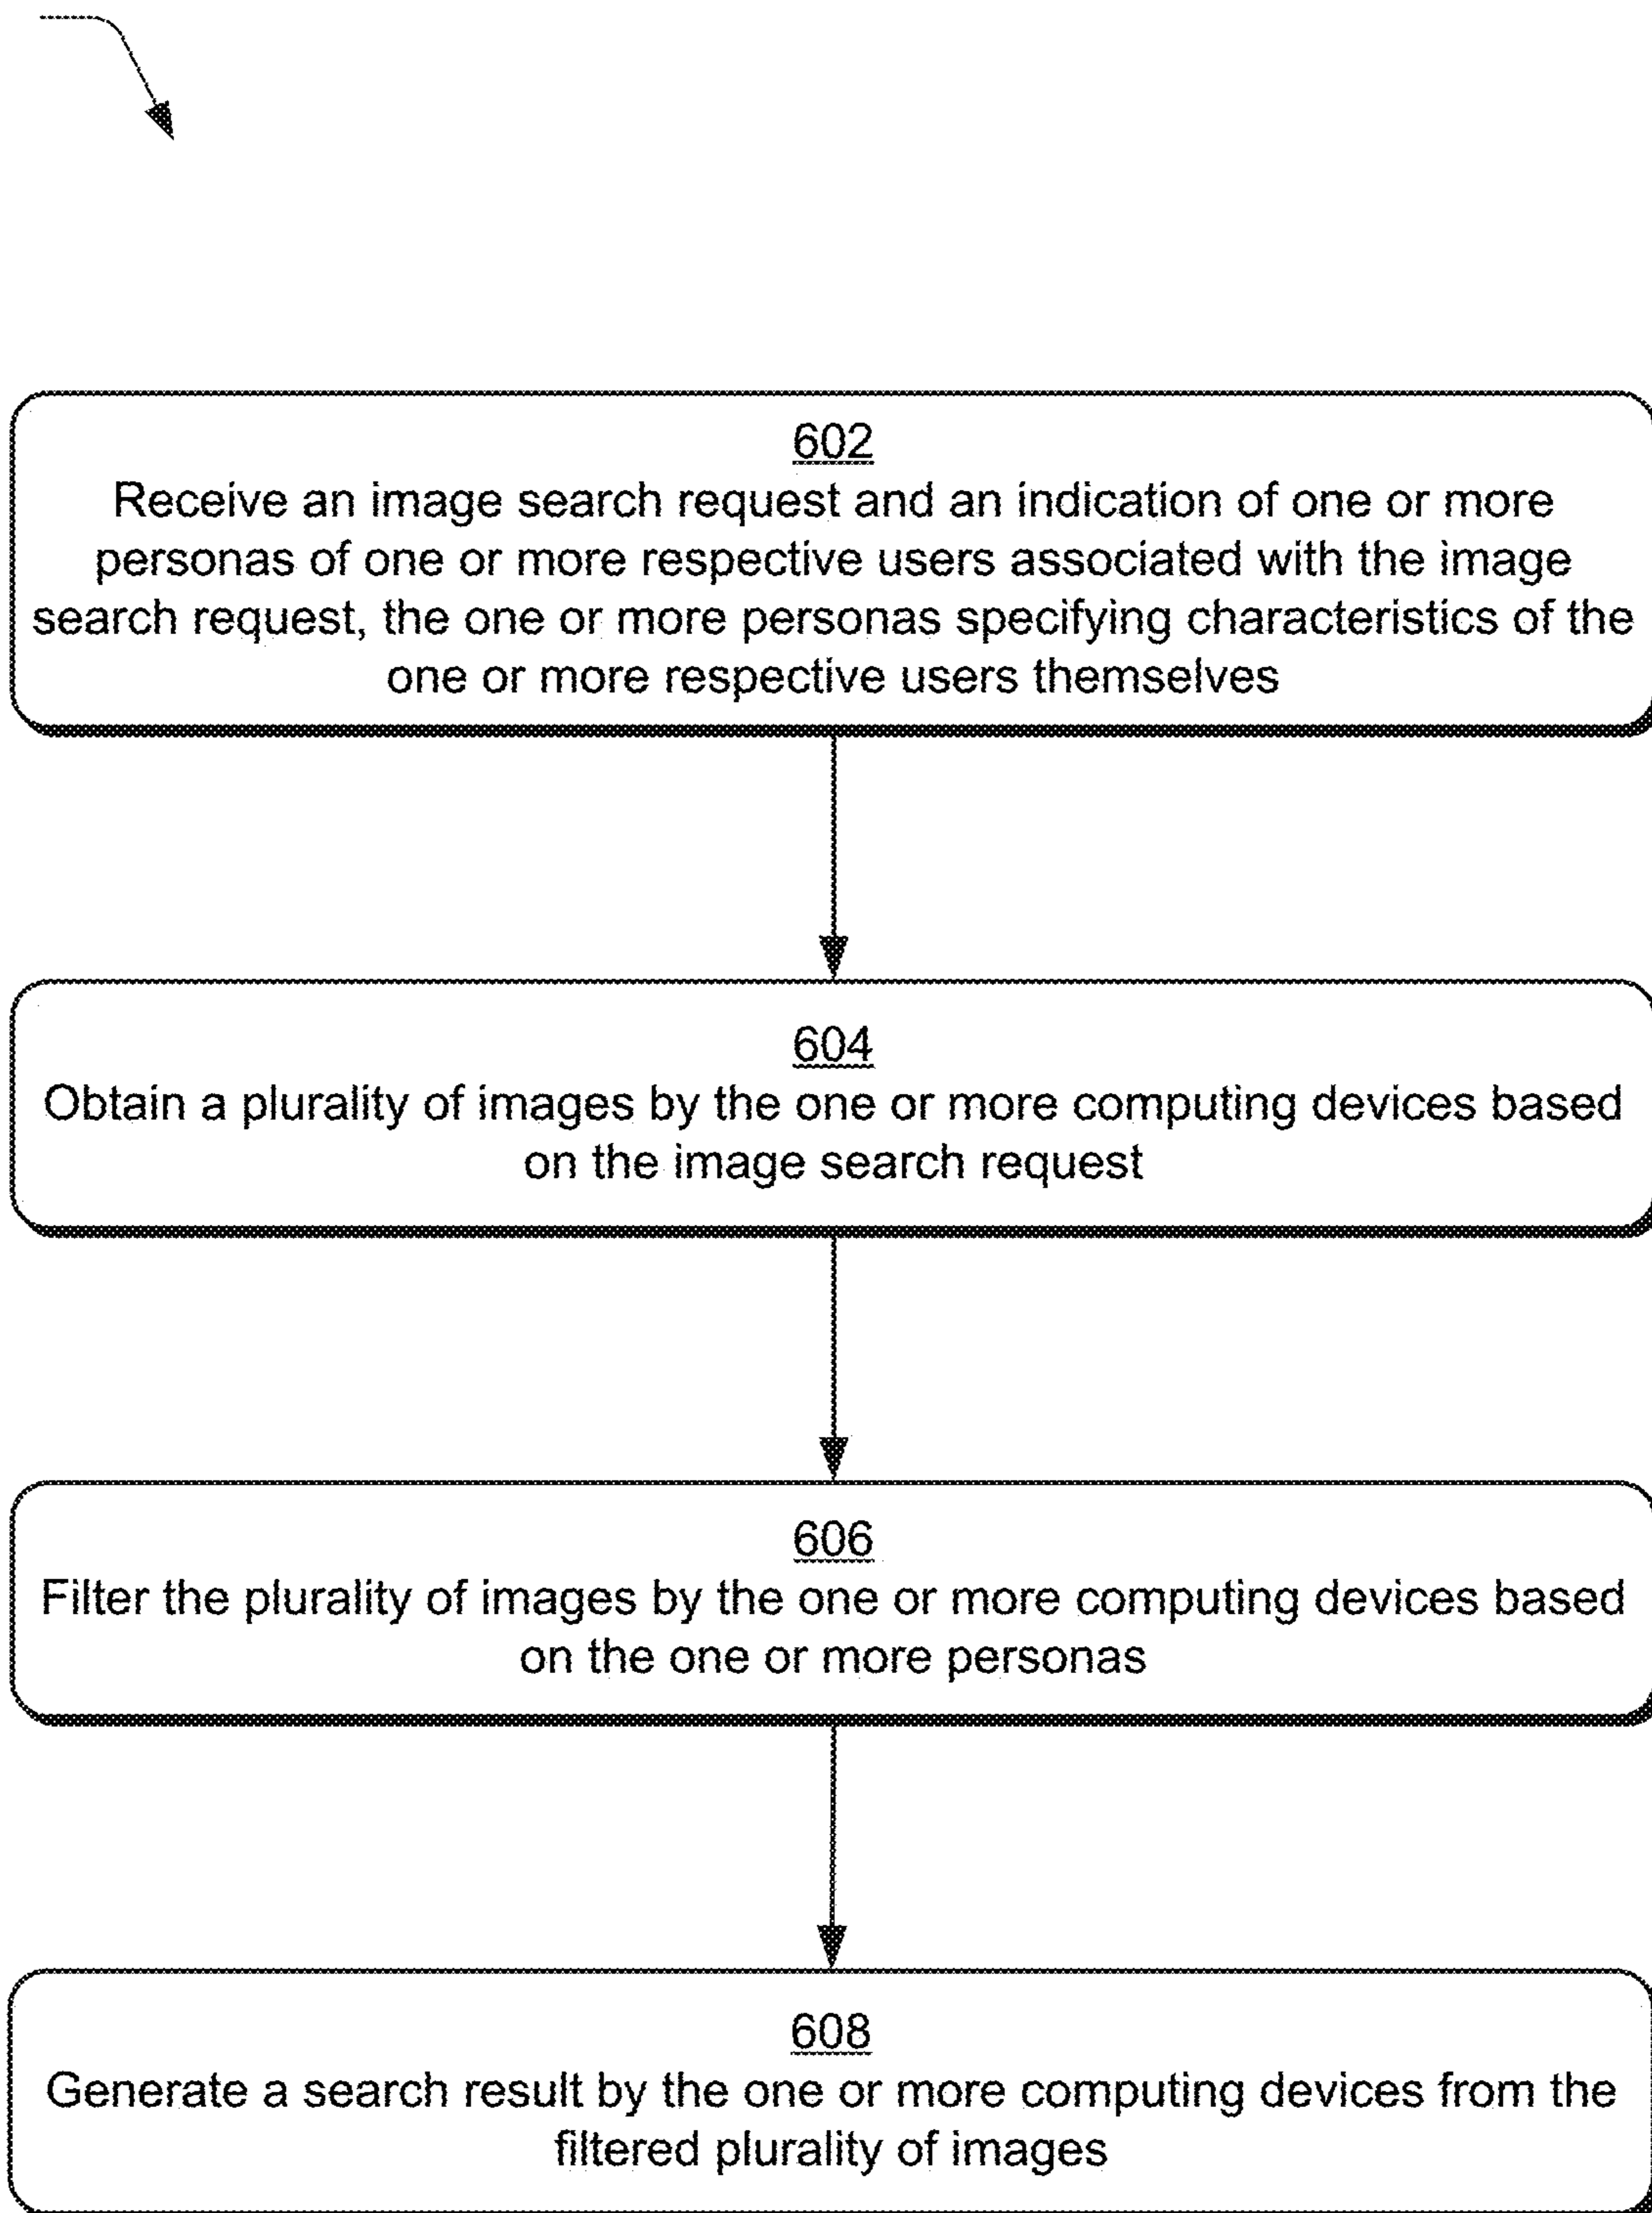 602
Receive an image search request and an indication of one or more
personas of one or more respective users associated with the image
search request, the one or more personas specifying characteristics of the
one or more respective users themselves
604
Obtain a plurality of images by the one or more computing devices based
on the image search request
606
Filter the plurality of images by the one or more computing devices based
on the one or more personas
608
Generate a search result by the one or more computing devices from the
filtered plurality of images